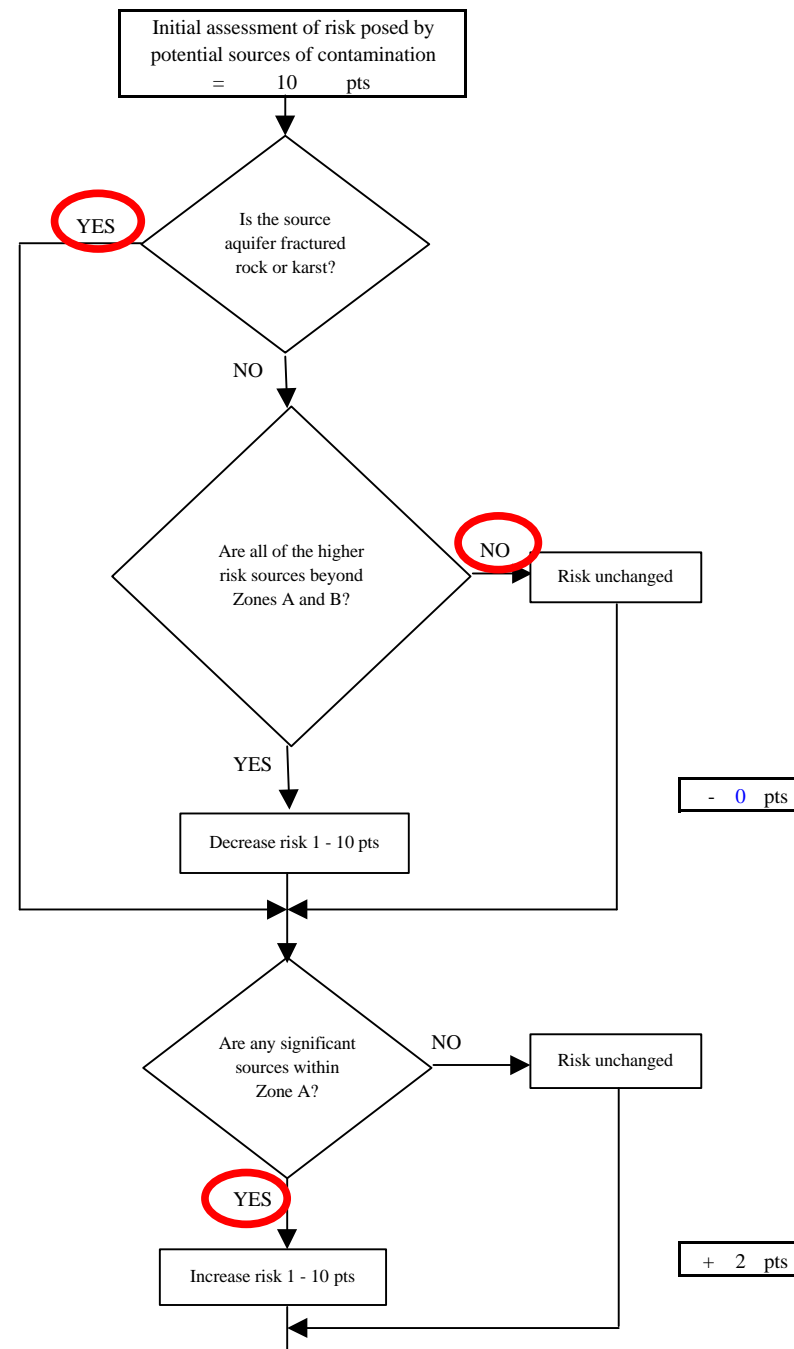 Initial assessment of risk posed by
potential sources of contamination
= 10 pts
YES
Is the source
aquifer fractured
rock or karst?
NO
Are all of the higher
risk sources beyond
Zones A and B?
NO
Risk unchanged
YES
- 0 pts
Decrease risk 1 - 10 pts
Are any significant
sources within
Zone A?
NO
Risk unchanged
YES
+ 2 pts
Increase risk 1 - 10 pts